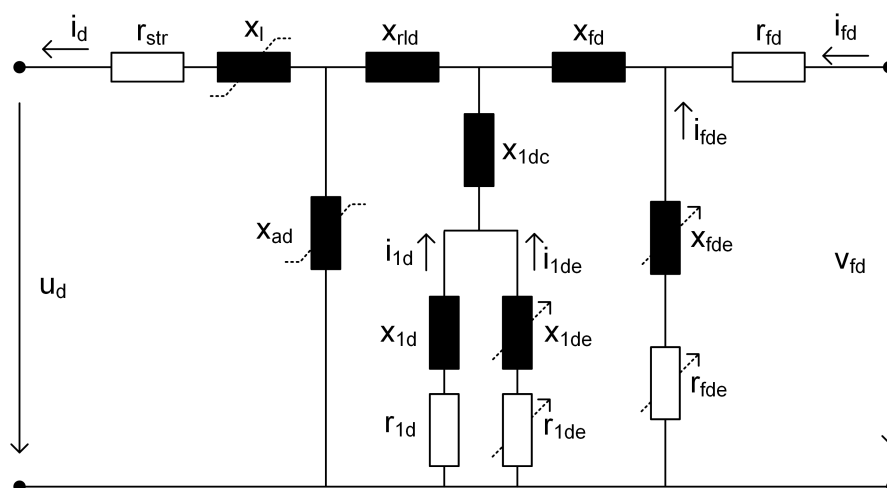 i_d
r_str
x_l
x_rld
x_fd
r_fd
i_fd
x_1dc
i_fde
x_ad
i_1d
i_1de
x_fde
u_d
v_fd
x_1d
x_1de
r_fde
r_1d
r_1de